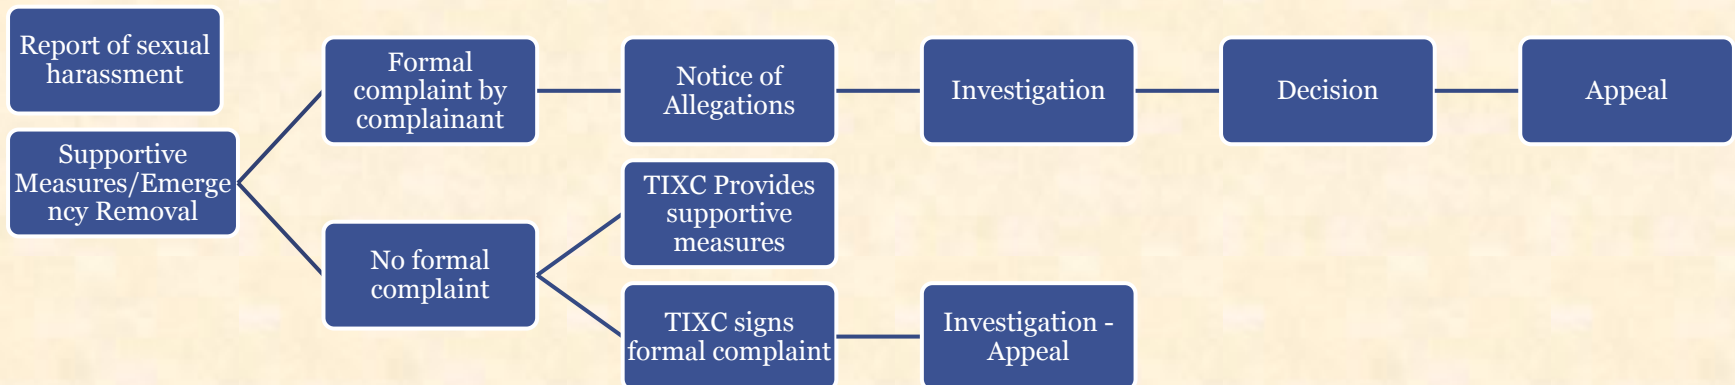 Report of sexual
harassment
Supportive
Measures/Emerge
ncy Removal
Formal
complaint by
complainant
Notice of
Allegations
Investigation
Decision
Appeal
No formal
complaint
TIXC Provides
supportive
measures
TIXC signs
formal complaint
Investigation -
Appeal